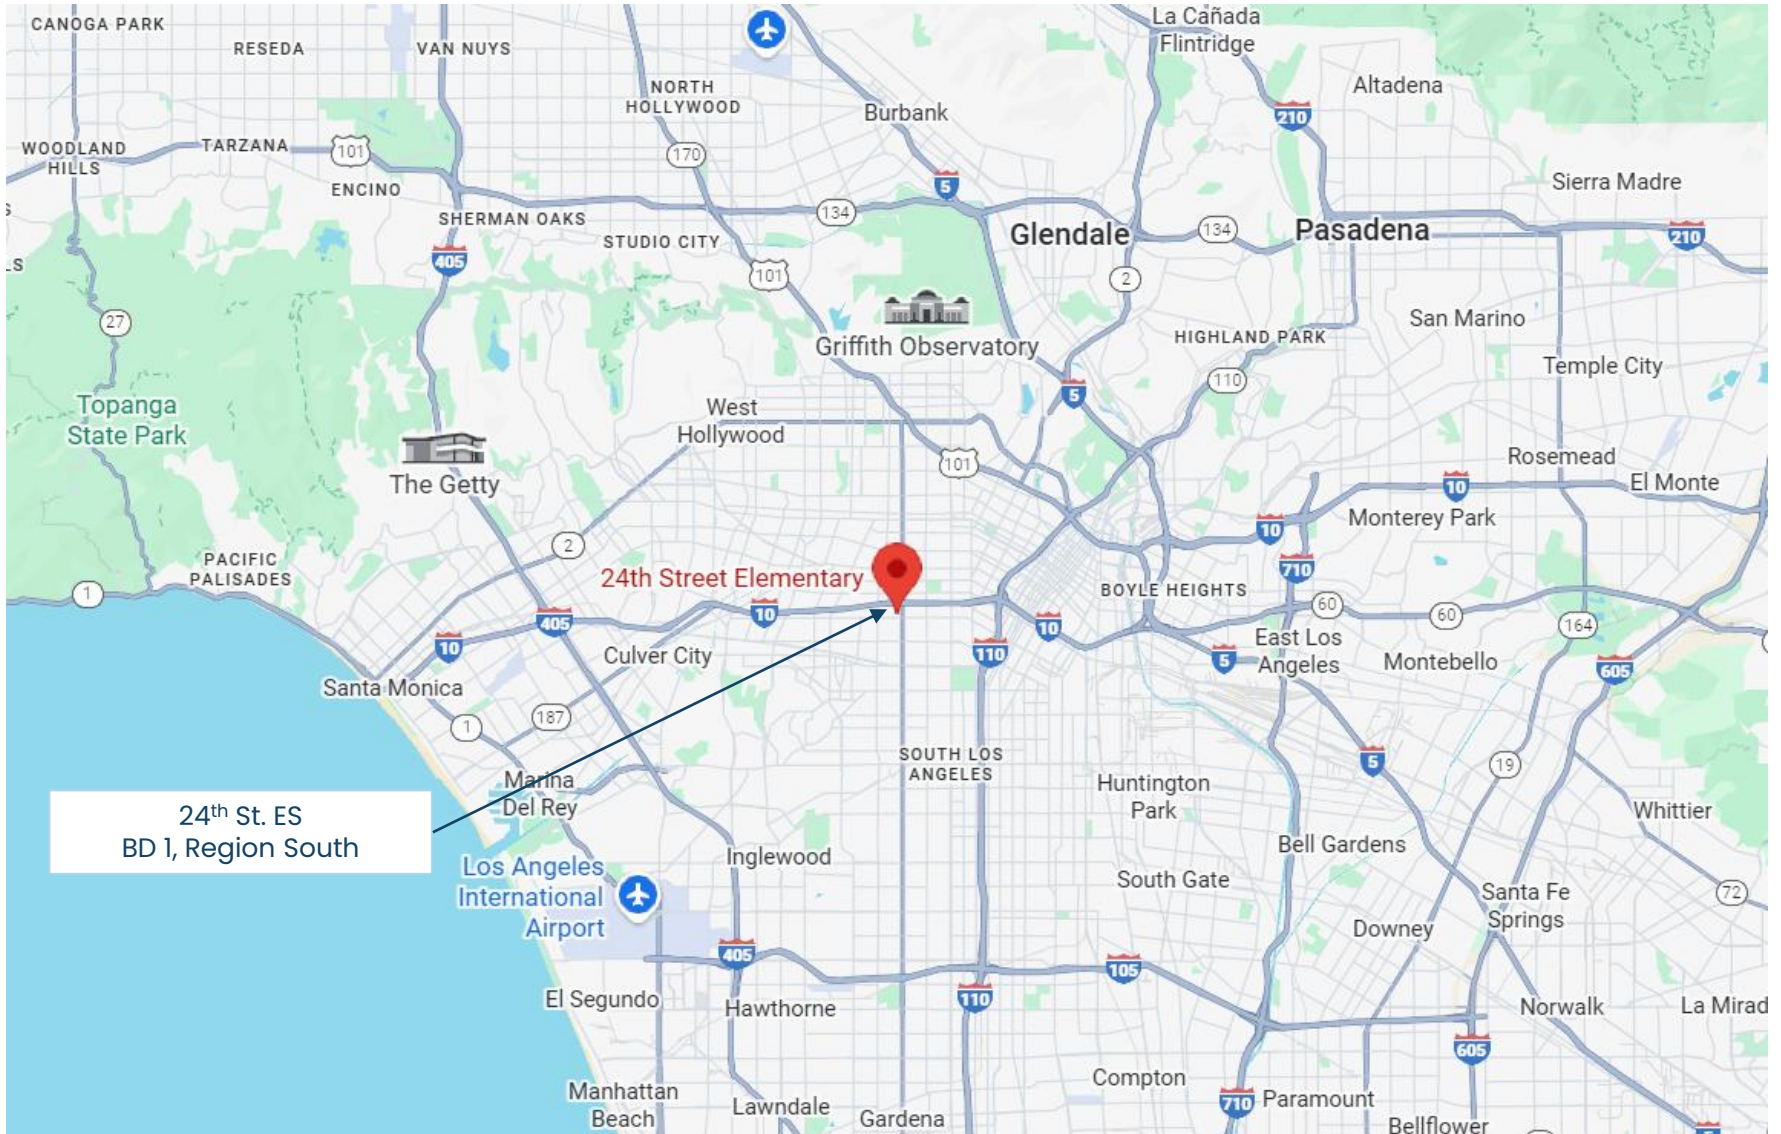 CANOGA PARK
RESEDA
VAN NUYS
La Cañada
Flintridge
NORTH
HOLLYWOOD
Burbank
Altadena
210
WOODLAND
HILLS
TARZANA
101
170
ENCINO
5
Sierra Madre
SHERMAN OAKS
134
STUDIO CITY
Glendale
134
Pasadena
210
LS
405
101
2
27
San Marino
Griffith Observatory
HIGHLAND PARK
Temple City
110
5
Topanga
State Park
West
Hollywood
The Getty
101
Rosemead
10
El Monte
Monterey Park
10
2
PACIFIC
PALISADES
24th Street Elementary
710
BOYLE HEIGHTS
1
10
405
10
60
60
164
10
110
5
East Los
Angeles
Montebello
605
Culver City
Santa Monica
1
187
SOUTH LOS
ANGELES
5
19
Marina
Del Rey
Huntington
Park
24th St. ES
BD 1, Region South
Whittier
Inglewood
Bell Gardens
Los Angeles
International
Airport
South Gate
Santa Fe
Springs
72
Downey
405
105
El Segundo
Hawthorne
110
Norwalk
La Mirad
605
Manhattan
Beach
Lawndale
Gardena
Compton
710
Paramount
Bellflower
5